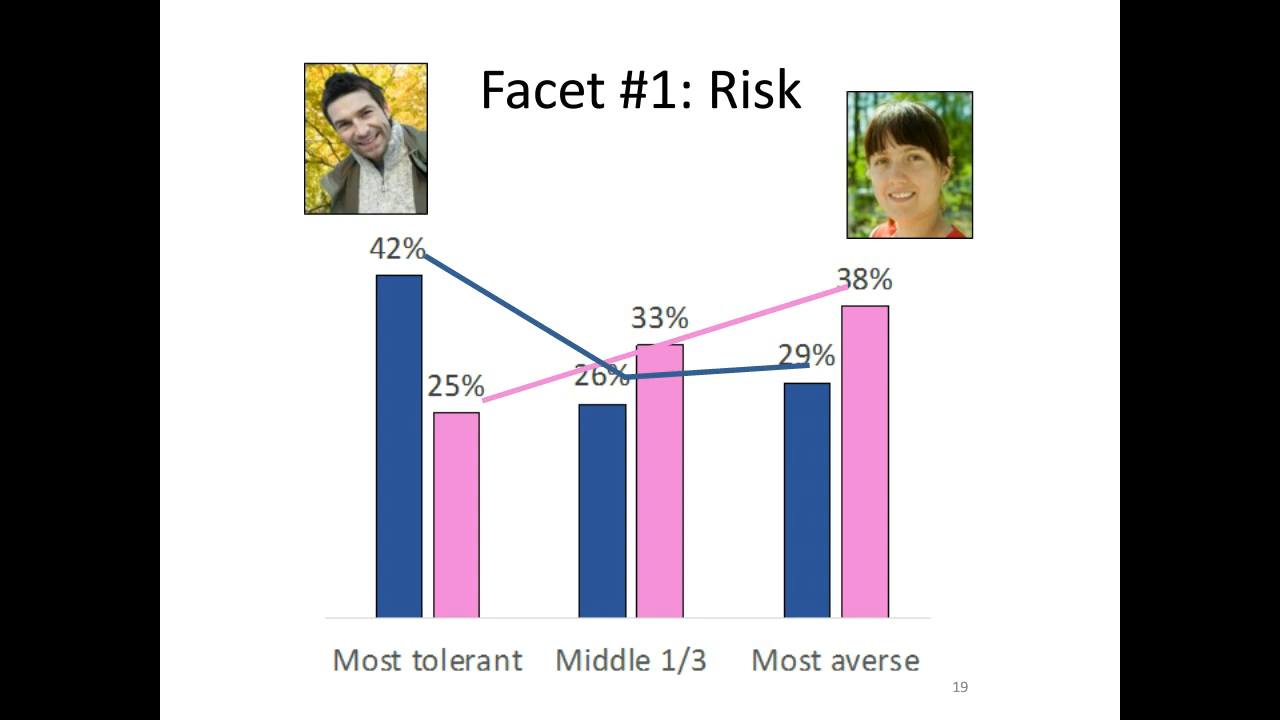 Facet #1: Risk
42%
25%
26%
33%
29%
38%
Most tolerant
Middle 1/3
Most averse
19